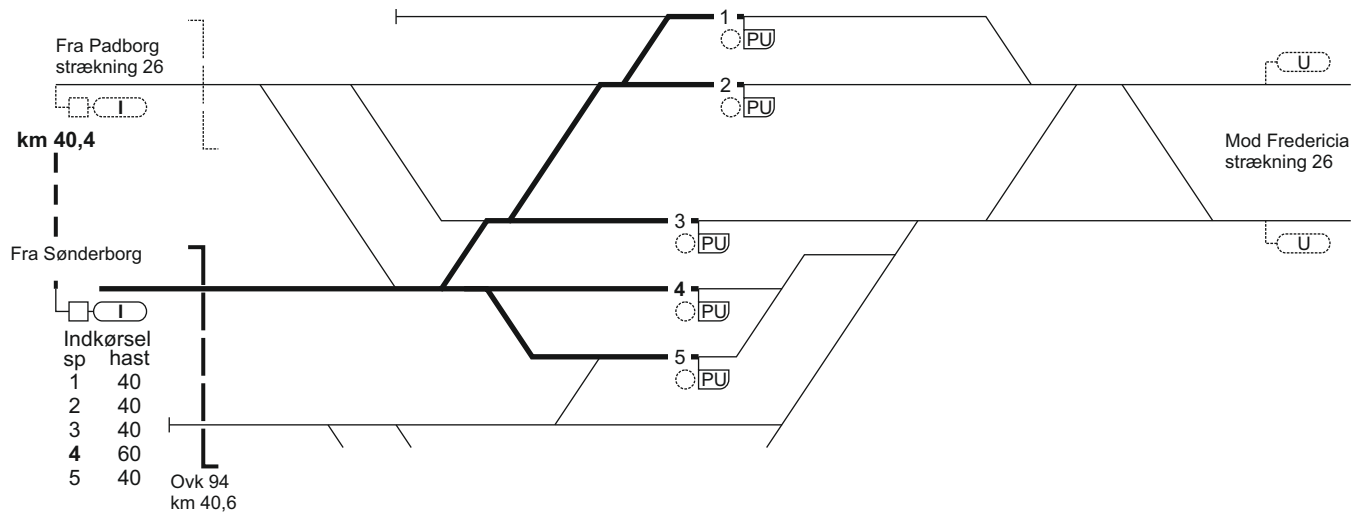 1
PU
Fra Padborg
strækning 26
U
I
2
PU
km 40,4
Mod Fredericia
strækning 26
3
PU
U
Fra Sønderborg
4
PU
I
Indkørsel
sp hast
1 40
2 40
3 40
4 60
5 40
5
PU
Ovk 94
km 40,6